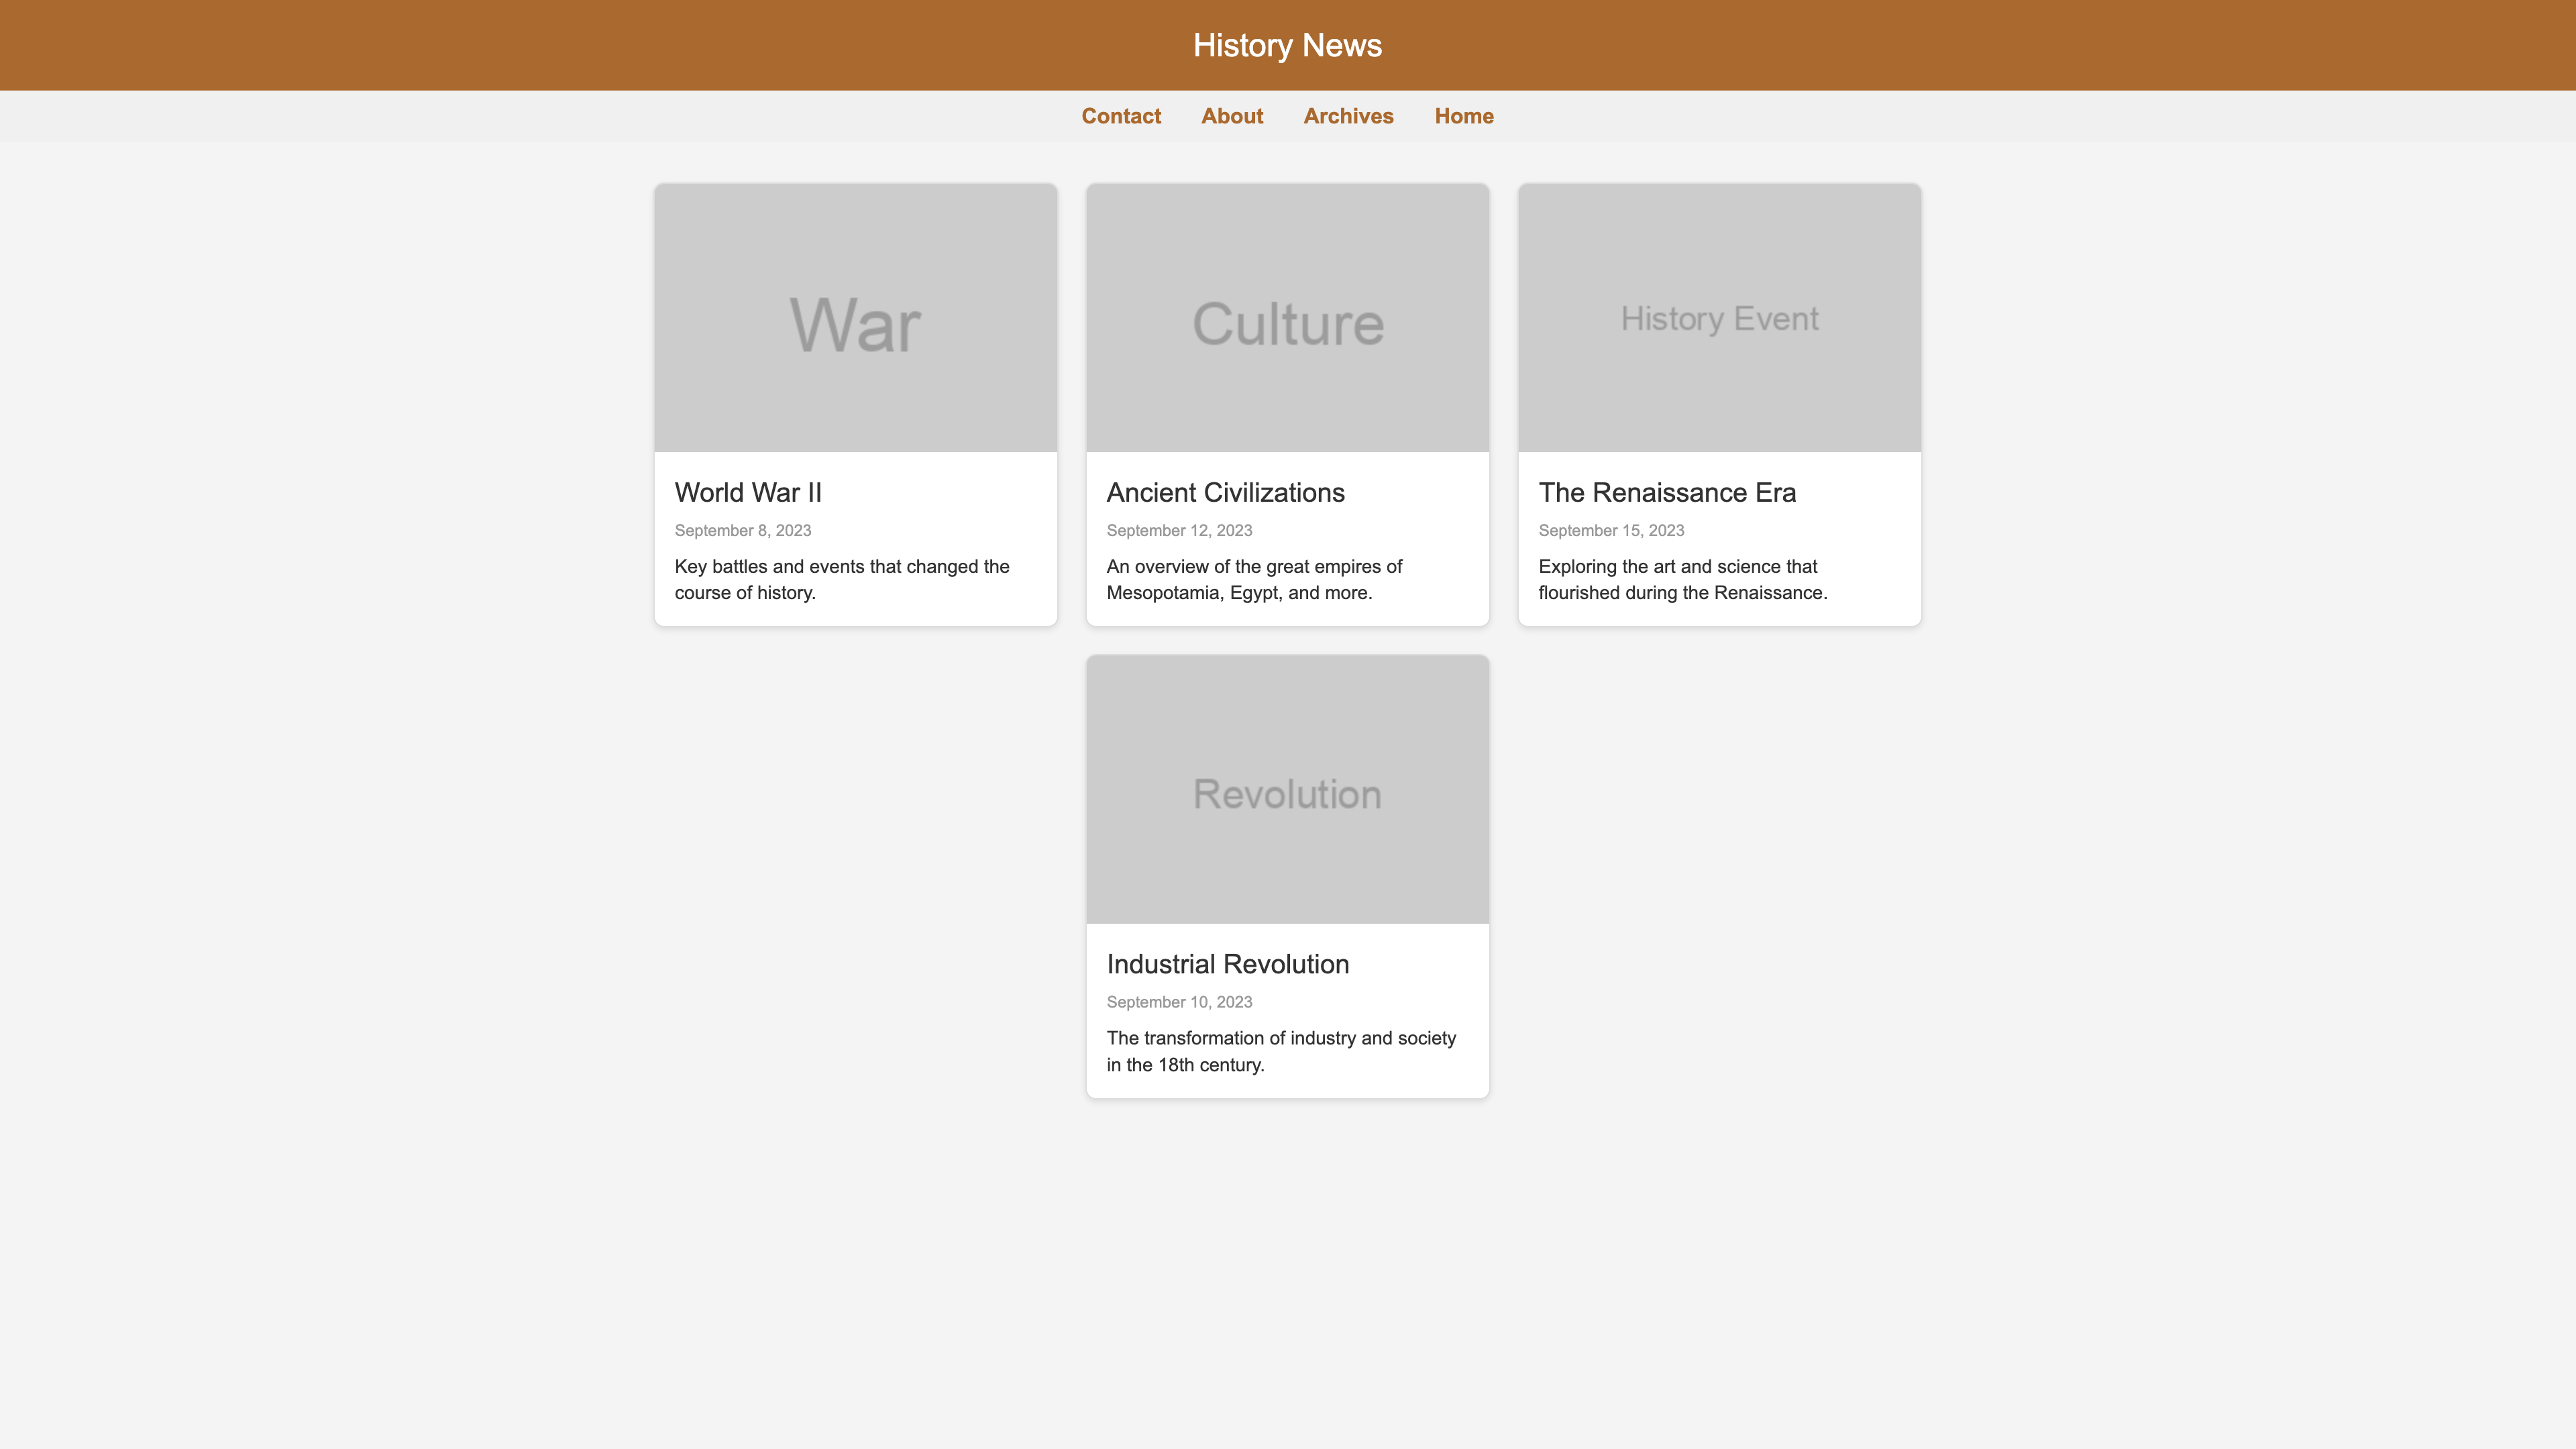 History News
Contact About Archives Home
War
World War II
September 8, 2023
Key battles and events that changed the
course of history.
Culture
Ancient Civilizations
September 12, 2023
An overview of the great empires of
Mesopotamia, Egypt, and more.
History Event
The Renaissance Era
September 15, 2023
Exploring the art and science that
flourished during the Renaissance.
Revolution
Industrial Revolution
September 10, 2023
The transformation of industry and society
in the 18th century.